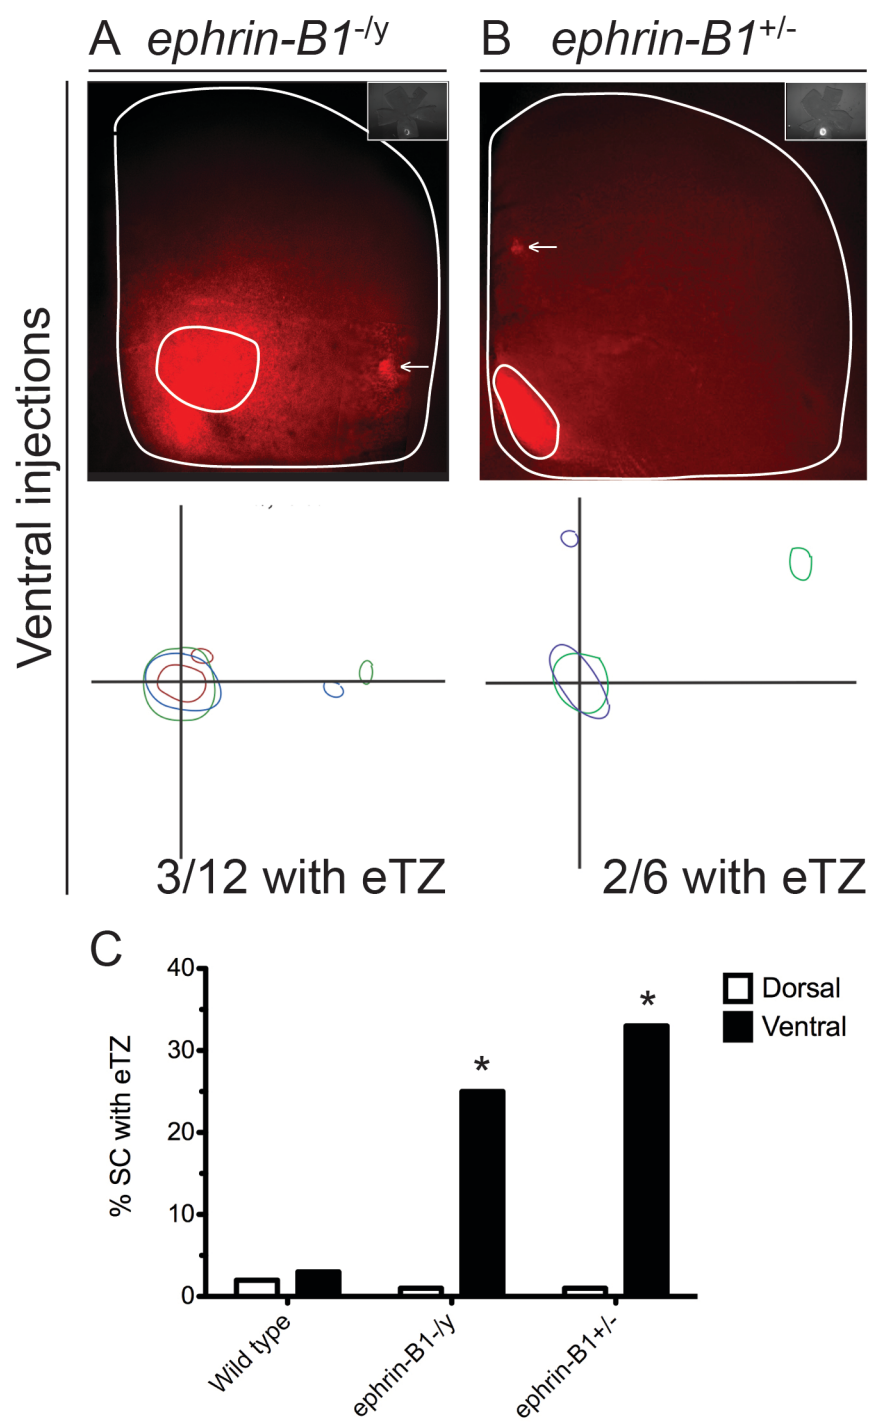 A ephrin-B1-/y
B ephrin-B1+/-
Ventral injections
3/12 with eTZ
2/6 with eTZ
C
% SC with eTZ
40
30
20
10
0
*
*
Dorsal
Ventral
Wild type
ephrin-B1-/y
ephrin-B1+/-